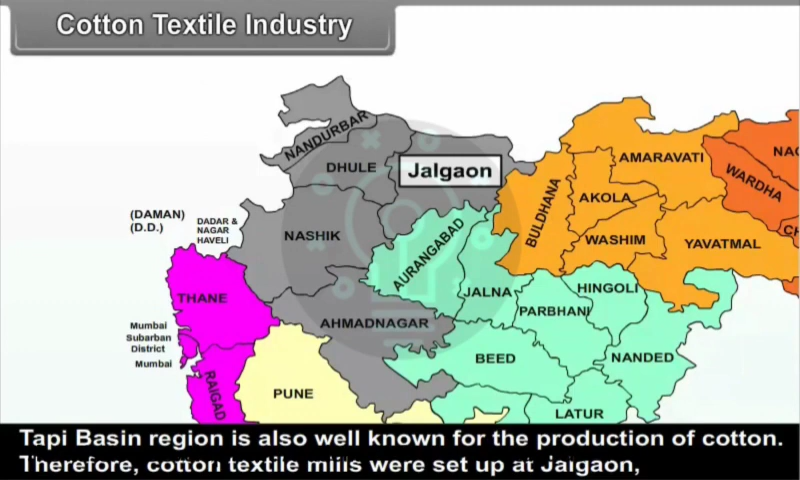 Cotton Textile Industry
NANDURBAR
DHULE
Jalgaon
AMARAVATI
WARDHA
BULDHANA
AKOLA
(DAMAN)
(D.D.)
DADAR &
NAGAR
HAVELI
NASHIK
AURANGABAD
WASHIM
YAVATMAL
THANE
JALNA
HINGOLI
PARBHANI
Mumbai
Suburban
District
Mumbai
AHMADNAGAR
BEED
NANDED
RAIGAD
PUNE
LATUR
Tapi Basin region is also well known for the production of cotton.
Therefore, cotton textile mills were set up at Jalgaon,